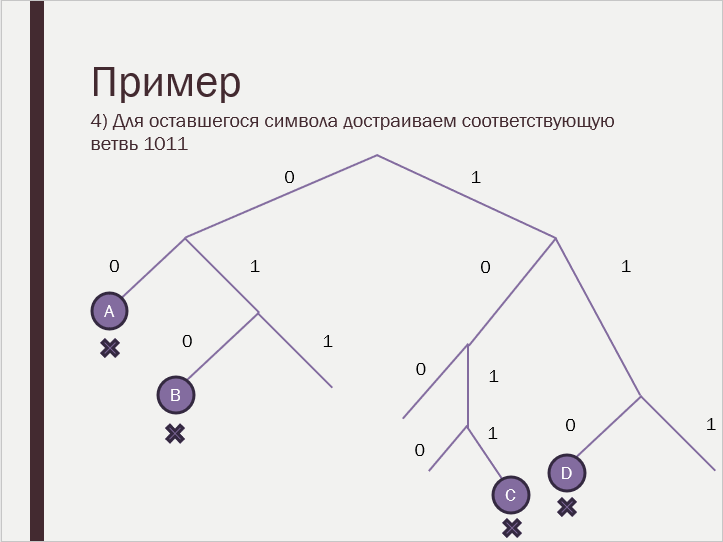 Пример
4) Для оставшегося символа достраиваем соответствующую
ветвь 1011
0 1
0 1 0 1
A
0 1 0 1
B
0 1 0 1
D
C